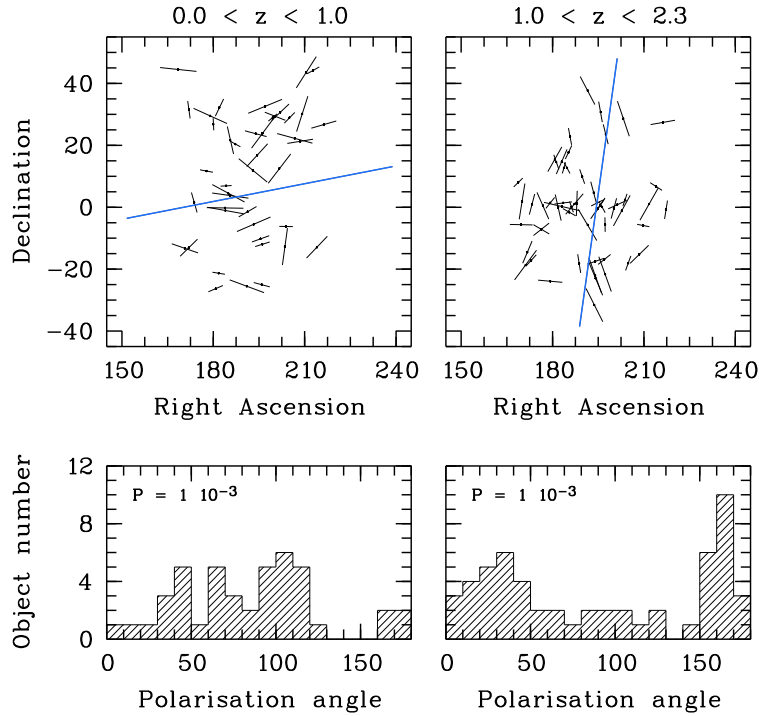 0.0 < z < 1.0
1.0 < z < 2.3
Declination
40
20
0
−20
−40
150 180 210 240
150 180 210 240
Right Ascension
Right Ascension
Object number
12
8
4
0
P = 1 10⁻³
P = 1 10⁻³
0 50 100 150
0 50 100 150
Polarisation angle
Polarisation angle